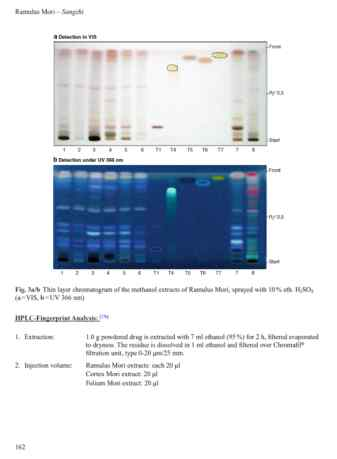 Ramulus Mori – Sangzhi
a Detection in VIS
Front
Rf 0.5
Start
1 2 3 4 5 6 T1 T4 T5 T6 T7 7 8
b Detection under UV 366 nm
Front
Rf 0.5
Start
1 2 3 4 5 6 T1 T4 T5 T6 T7 7 8
Fig. 3a/b Thin layer chromatogram of the methanol extracts of Ramulus Mori, sprayed with 10 % eth. H2SO4
(a = VIS, b = UV 366 nm)
HPLC-Fingerprint Analysis:
1. Extraction: 1.0 g powdered drug is extracted with 7 ml ethanol (95 %) for 2 h, filtrated evaporated
to dryness. The residue is dissolved in 1 ml ethanol and filtered over Chromafil®
filtration unit, type 0-20 µm/25 mm.
2. Injection volume: Ramulus Mori extracts: each 20 µl
Cortex Mori extract: 20 µl
Folium Mori extract: 20 µl
162